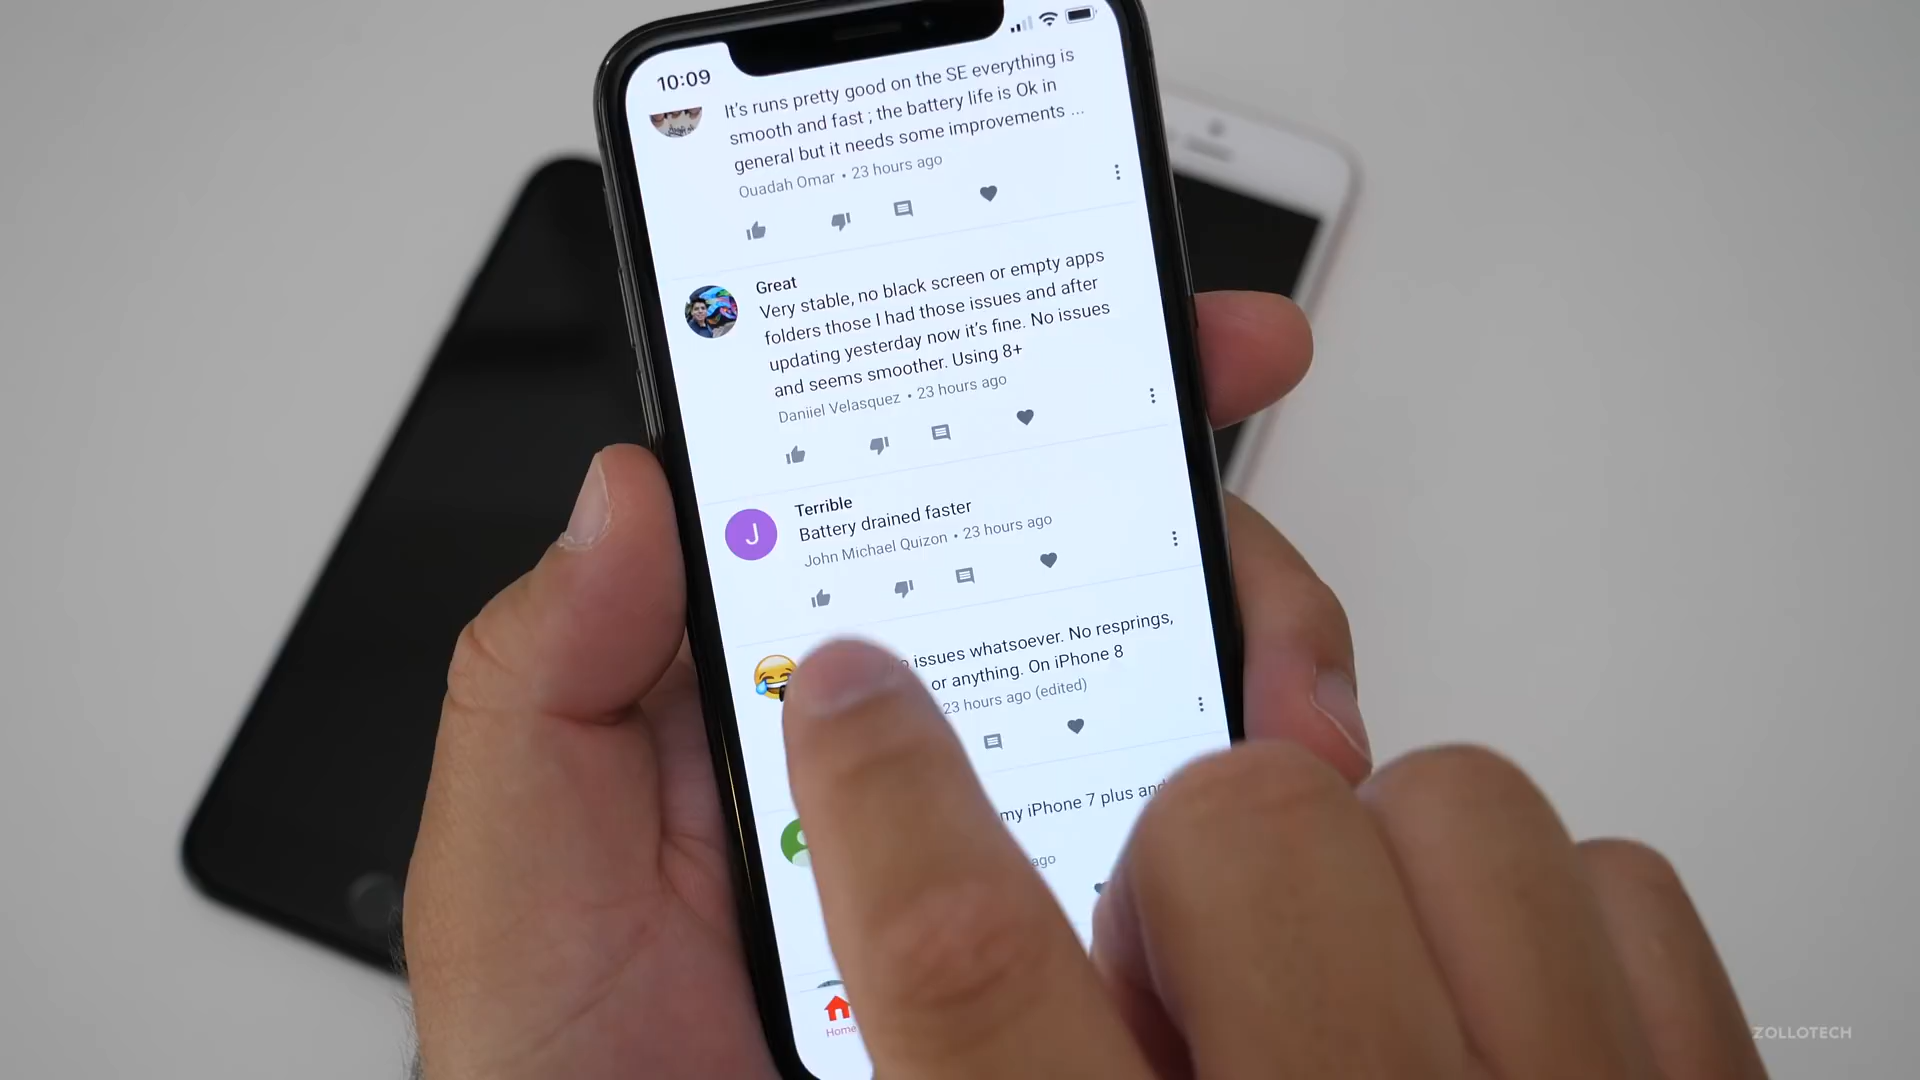 10:09
It's runs pretty good on the SE everything is
smooth and fast ; the battery life is Ok in
general but it needs some improvements ...
Ouadah Omar • 23 hours ago
Great
Very stable, no black screen or empty apps
folders those I had those issues and after
updating yesterday now it's fine. No issues
and seems smoother. Using 8+
Daniiel Velasquez • 23 hours ago
Terrible
J
Battery drained faster
John Michael Quizon • 23 hours ago
issues whatsoever. No resprings,
or anything. On iPhone 8
23 hours ago (edited)
my iPhone 7 plus and
ago
Home
ZOLLOTECH